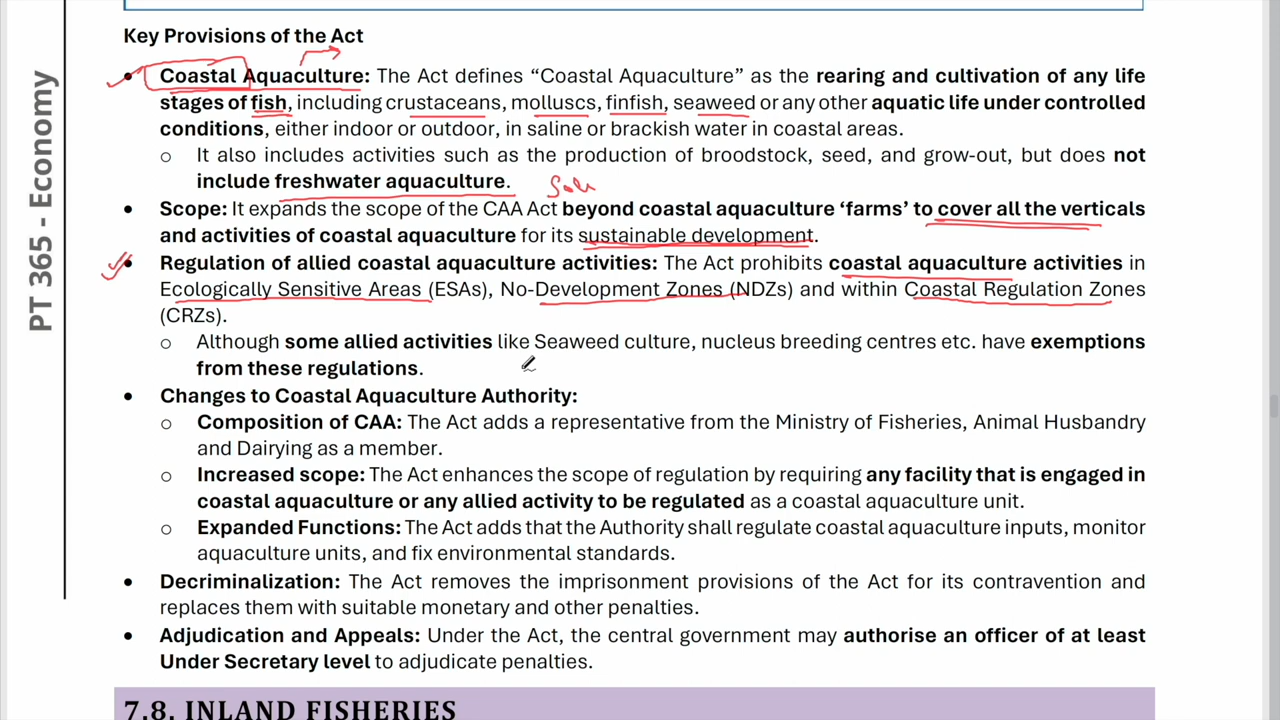 PT 365 - Economy
Key Provisions of the Act
• Coastal Aquaculture: The Act defines “Coastal Aquaculture” as the rearing and cultivation of any life
stages of fish, including crustaceans, molluscs, finfish, seaweed or any other aquatic life under controlled
conditions, either indoor or outdoor, in saline or brackish water in coastal areas.
o It also includes activities such as the production of broodstock, seed, and grow-out, but does not
include freshwater aquaculture.
• Scope: It expands the scope of the CAA Act beyond coastal aquaculture ‘farms’ to cover all the verticals
and activities of coastal aquaculture for its sustainable development.
• Regulation of allied coastal aquaculture activities: The Act prohibits coastal aquaculture activities in
Ecologically Sensitive Areas (ESAs), No-Development Zones (NDZs) and within Coastal Regulation Zones
(CRZs).
o Although some allied activities like Seaweed culture, nucleus breeding centres etc. have exemptions
from these regulations.
• Changes to Coastal Aquaculture Authority:
o Composition of CAA: The Act adds a representative from the Ministry of Fisheries, Animal Husbandry
and Dairying as a member.
o Increased scope: The Act enhances the scope of regulation by requiring any facility that is engaged in
coastal aquaculture or any allied activity to be regulated as a coastal aquaculture unit.
o Expanded Functions: The Act adds that the Authority shall regulate coastal aquaculture inputs, monitor
aquaculture units, and fix environmental standards.
• Decriminalization: The Act removes the imprisonment provisions of the Act for its contravention and
replaces them with suitable monetary and other penalties.
• Adjudication and Appeals: Under the Act, the central government may authorise an officer of at least
Under Secretary level to adjudicate penalties.
7.8. INLAND FISHERIES